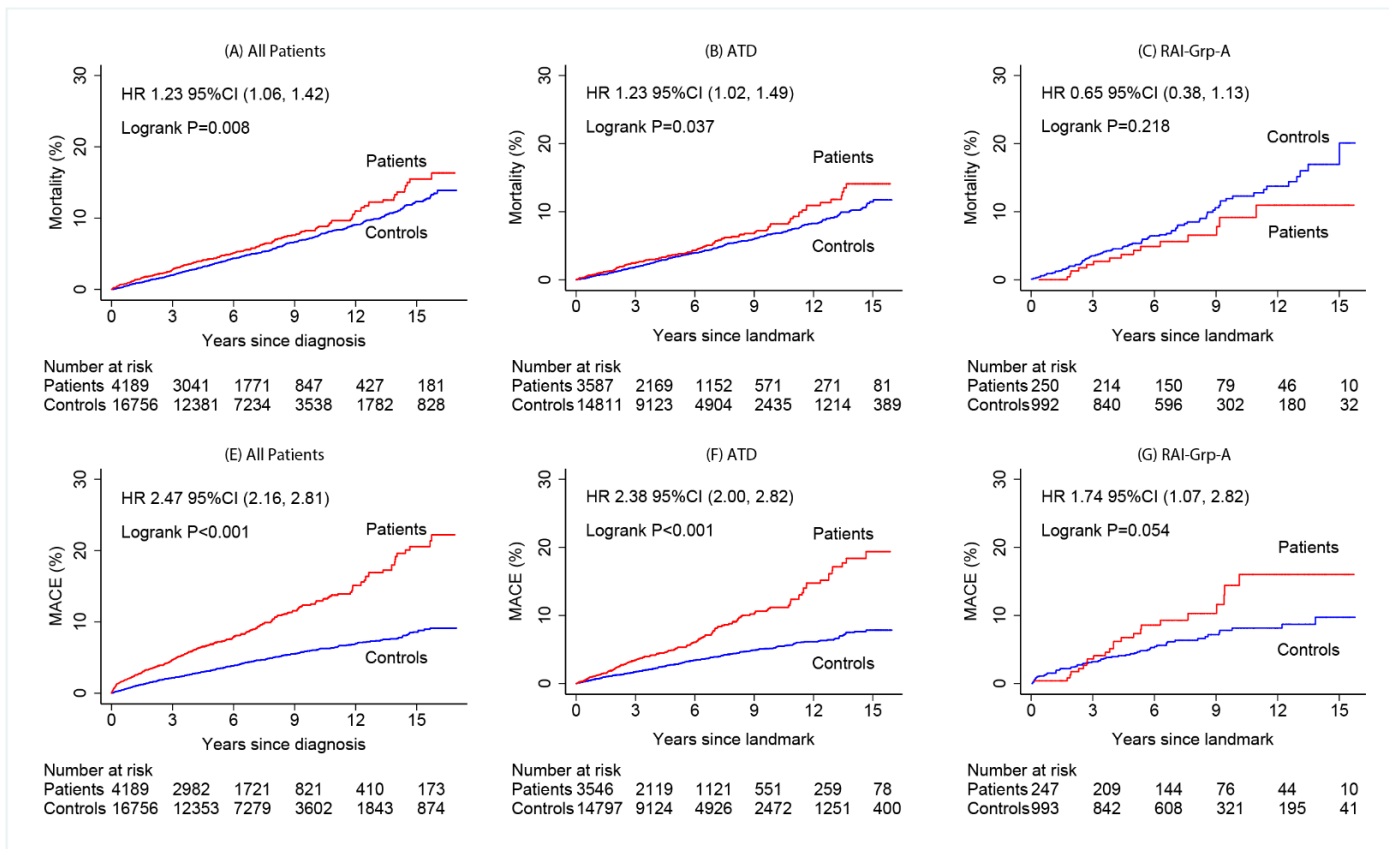 (A) All Patients
30
20
10
0
Mortality (%)
HR 1.23 95%CI (1.06, 1.42)
Logrank P=0.008
Patients
Controls
0 3 6 9 12 15
Years since diagnosis
Number at risk
Patients 4189 3041 1771 847 427 181
Controls 16756 12381 7234 3538 1782 828
(B) ATD
30
20
10
0
Mortality (%)
HR 1.23 95%CI (1.02, 1.49)
Logrank P=0.037
Patients
Controls
0 3 6 9 12 15
Years since landmark
Number at risk
Patients 3587 2169 1152 571 271 81
Controls 14811 9123 4904 2435 1214 389
(C) RAI-Grp-A
30
20
10
0
Mortality (%)
HR 0.65 95%CI (0.38, 1.13)
Logrank P=0.218
Controls
Patients
0 3 6 9 12 15
Years since landmark
Number at risk
Patients 250 214 150 79 46 10
Controls 992 840 596 302 180 32
(E) All Patients
30
20
10
0
MACE (%)
HR 2.47 95%CI (2.16, 2.81)
Logrank P<0.001
Patients
Controls
0 3 6 9 12 15
Years since diagnosis
Number at risk
Patients 4189 2982 1721 821 410 173
Controls 16756 12353 7279 3602 1843 874
(F) ATD
30
20
10
0
MACE (%)
HR 2.38 95%CI (2.00, 2.82)
Logrank P<0.001
Patients
Controls
0 3 6 9 12 15
Years since landmark
Number at risk
Patients 3546 2119 1121 551 259 78
Controls 14797 9124 4926 2472 1251 400
(G) RAI-Grp-A
30
20
10
0
MACE (%)
HR 1.74 95%CI (1.07, 2.82)
Logrank P=0.054
Patients
Controls
0 3 6 9 12 15
Years since landmark
Number at risk
Patients 247 209 144 76 44 10
Controls 993 842 608 321 195 41